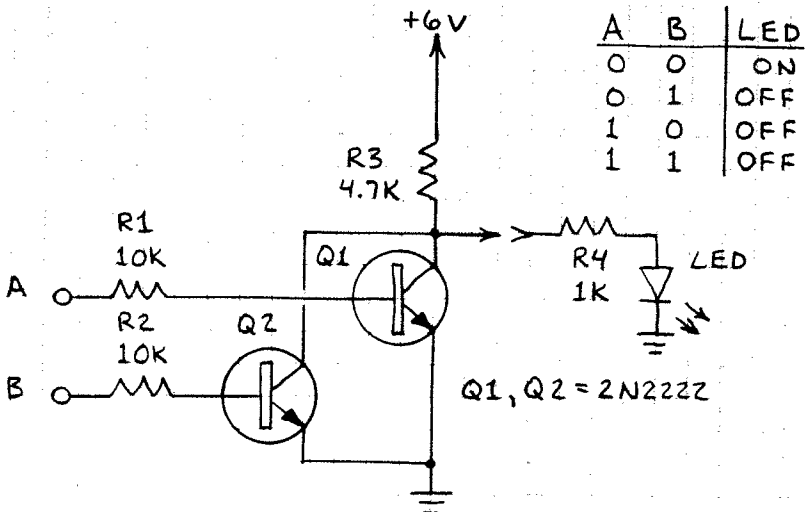 +6V
A B LED
0 0 ON
0 1 OFF
1 0 OFF
1 1 OFF
R3
4.7K
R1
10K
Q1
R4
1K
LED
A
R2
10K
Q2
B
Q1, Q2 = 2N2222